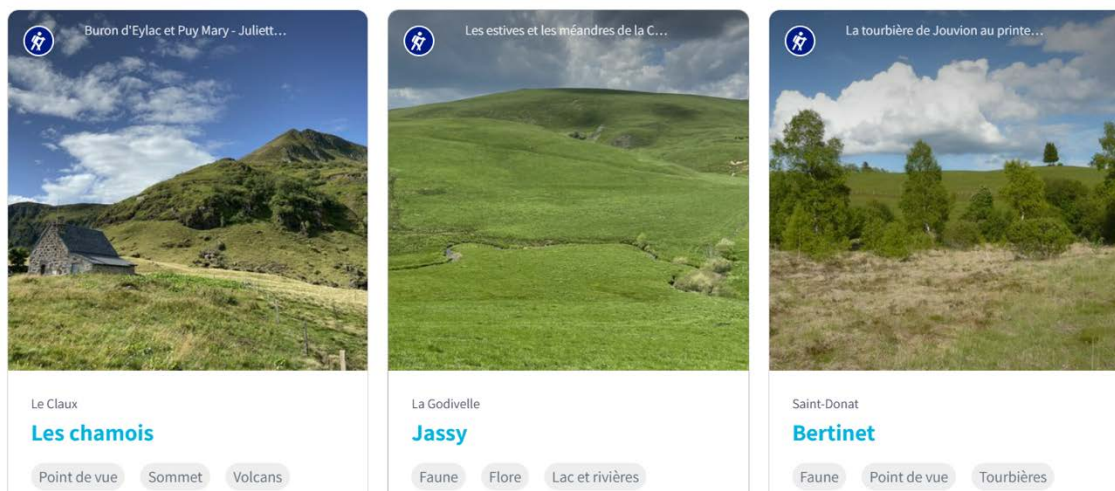 Buron d'Eylac et Puy Mary - Juliett...
Le Claux
Les chamois
Point de vue Sommet Volcans
Les estives et les méandres de la C...
La Godivelle
Jassy
Faune Flore Lac et rivières
La tourbière de Jouvion au printe...
Saint-Donat
Bertinet
Faune Point de vue Tourbières